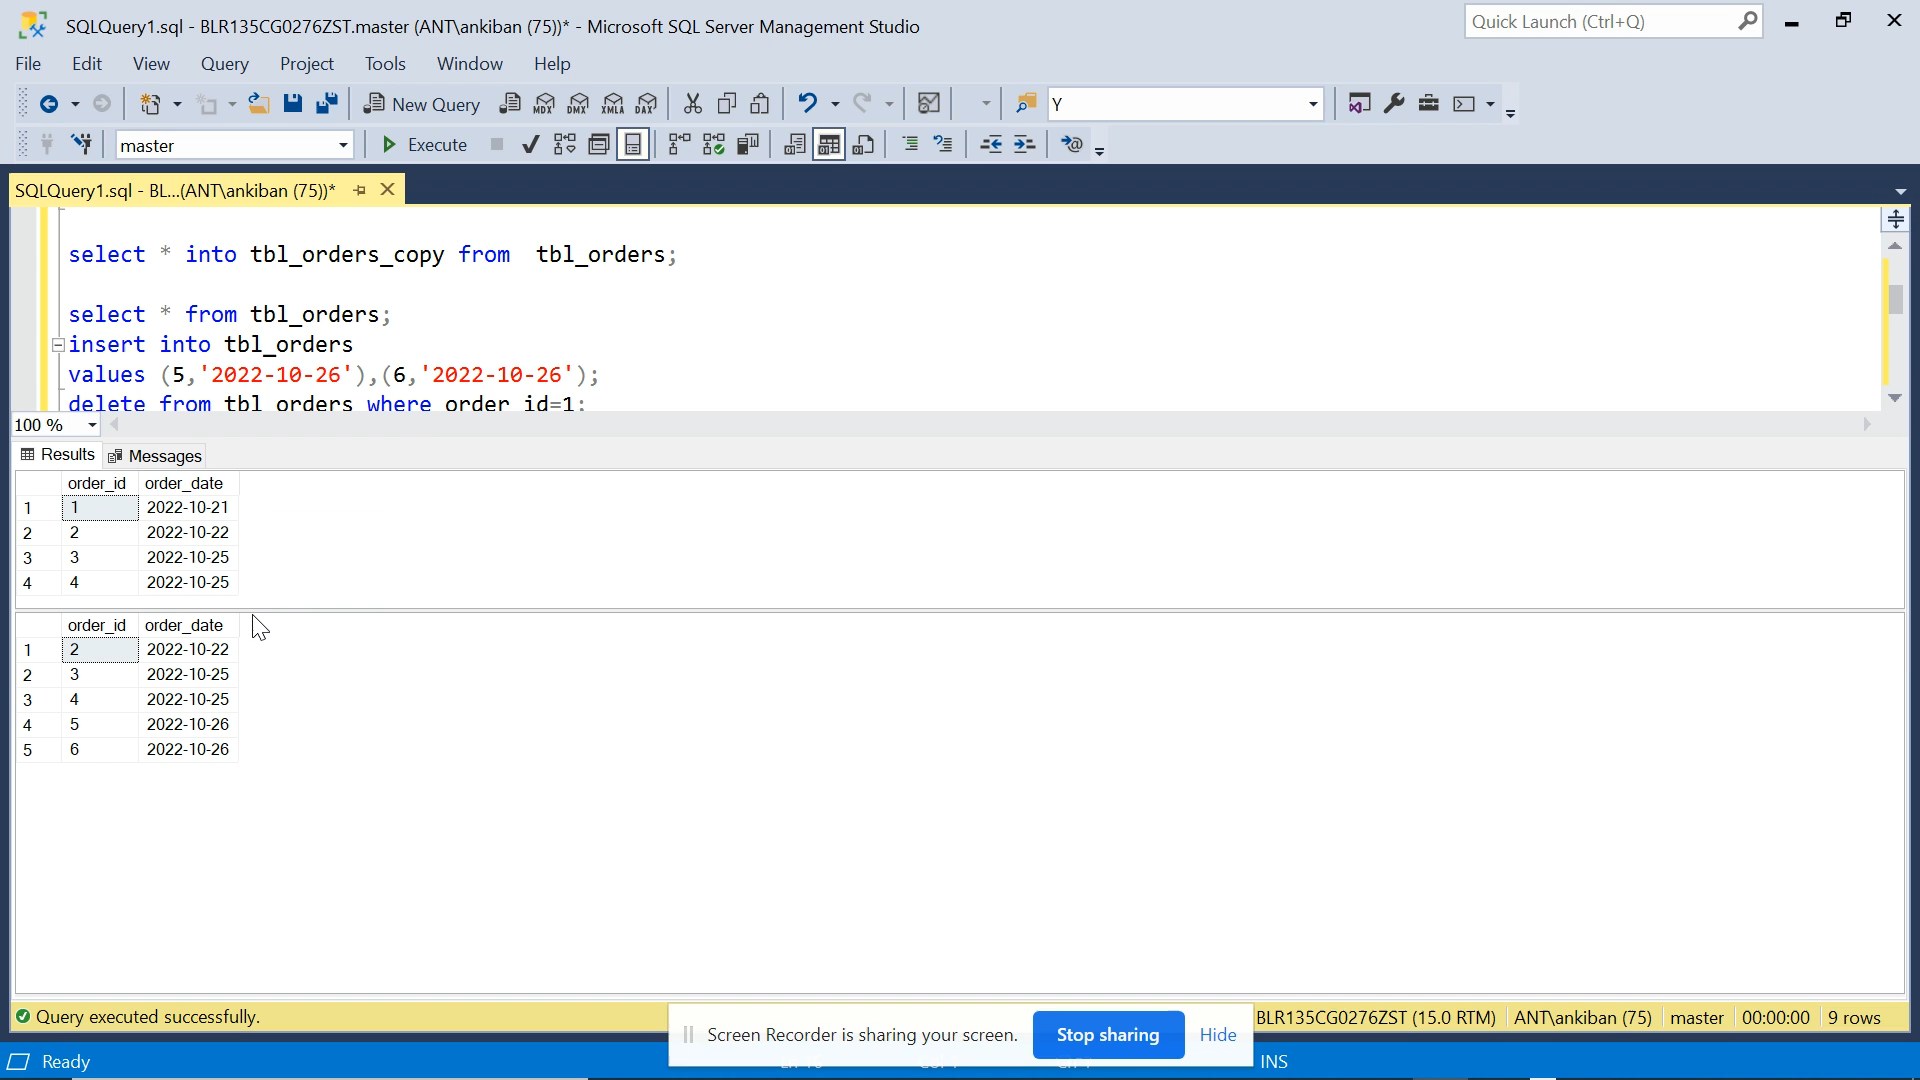 SQLQuery1.sql - BLR135CG0276ZST.master (ANT\ankiban (75))* - Microsoft SQL Server Management Studio
Quick Launch (Ctrl+Q)
File Edit View Query Project Tools Window Help
New Query MDX DMX XMLA DAX Y
master Execute
SQLQuery1.sql - BL...(ANT\ankiban (75))*
select * into tbl_orders_copy from  tbl_orders;
select * from tbl_orders;
insert into tbl_orders
values (5,'2022-10-26'),(6,'2022-10-26');
delete from tbl_orders where order_id=1;
100 %
Results Messages
order_id order_date
1 1 2022-10-21
2 2 2022-10-22
3 3 2022-10-25
4 4 2022-10-25
order_id order_date
1 2 2022-10-22
2 3 2022-10-25
3 4 2022-10-25
4 5 2022-10-26
5 6 2022-10-26
Query executed successfully.
BLR135CG0276ZST (15.0 RTM) ANT\ankiban (75) master 00:00:00 9 rows
Screen Recorder is sharing your screen. Stop sharing Hide
Ready INS